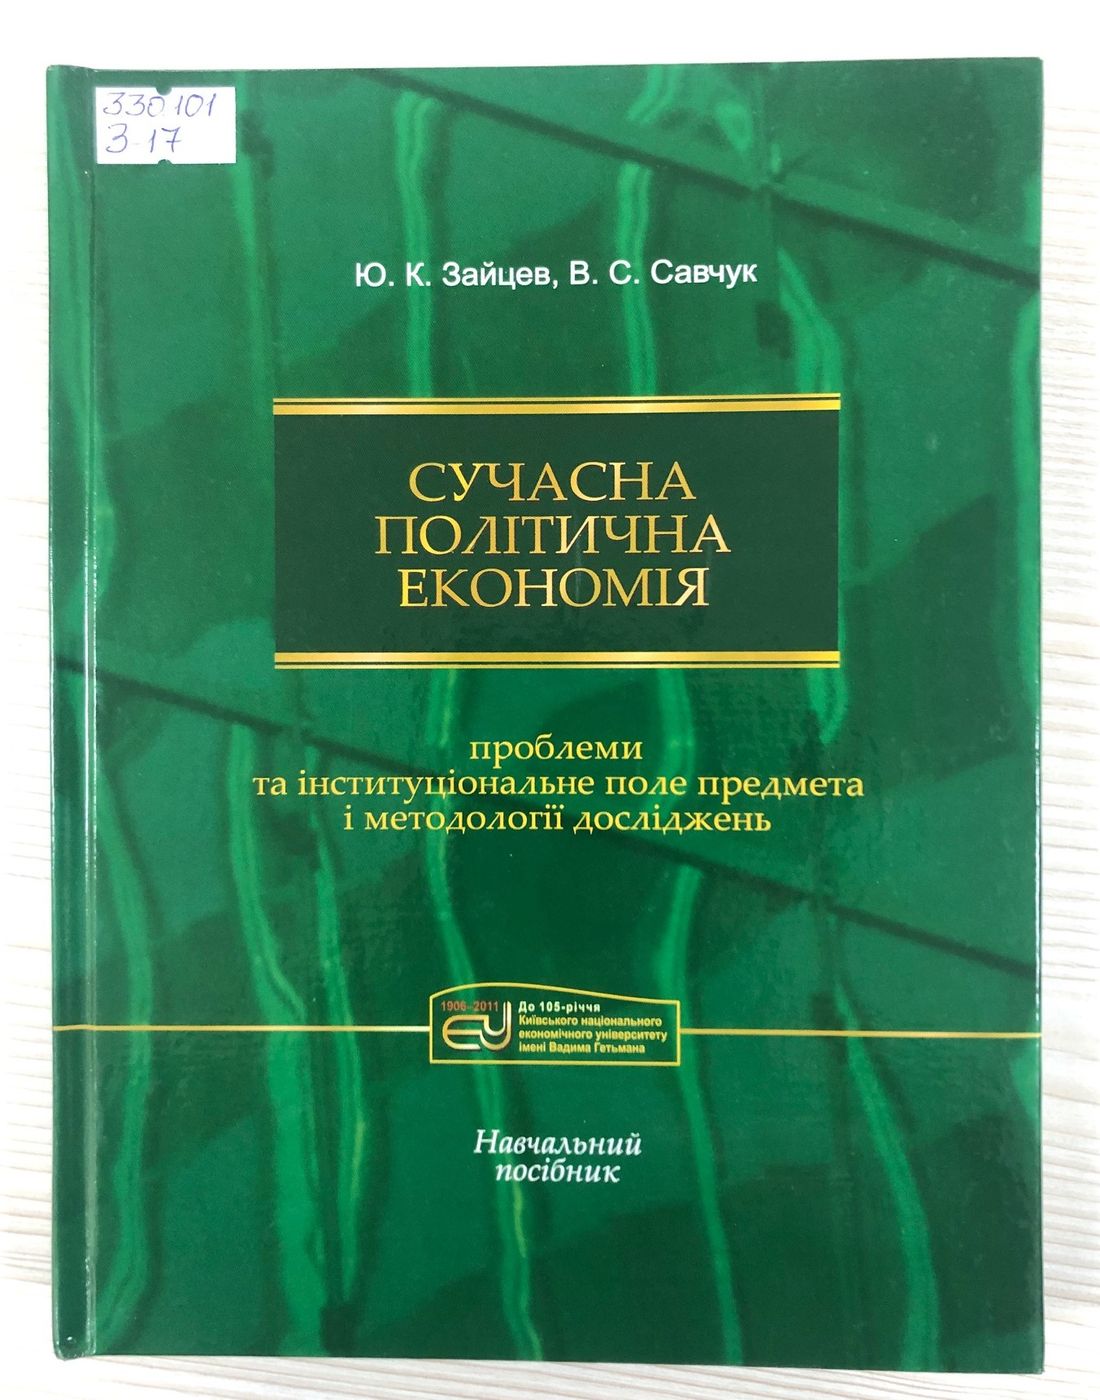 330.101
З-17
Ю. К. Зайцев, В. С. Савчук
СУЧАСНА
ПОЛІТИЧНА
ЕКОНОМІЯ
проблеми
та інституціональне поле предмета
і методології досліджень
1906–2011
До 105-річчя
Київського національного
економічного університету
імені Вадима Гетьмана
Навчальний
посібник